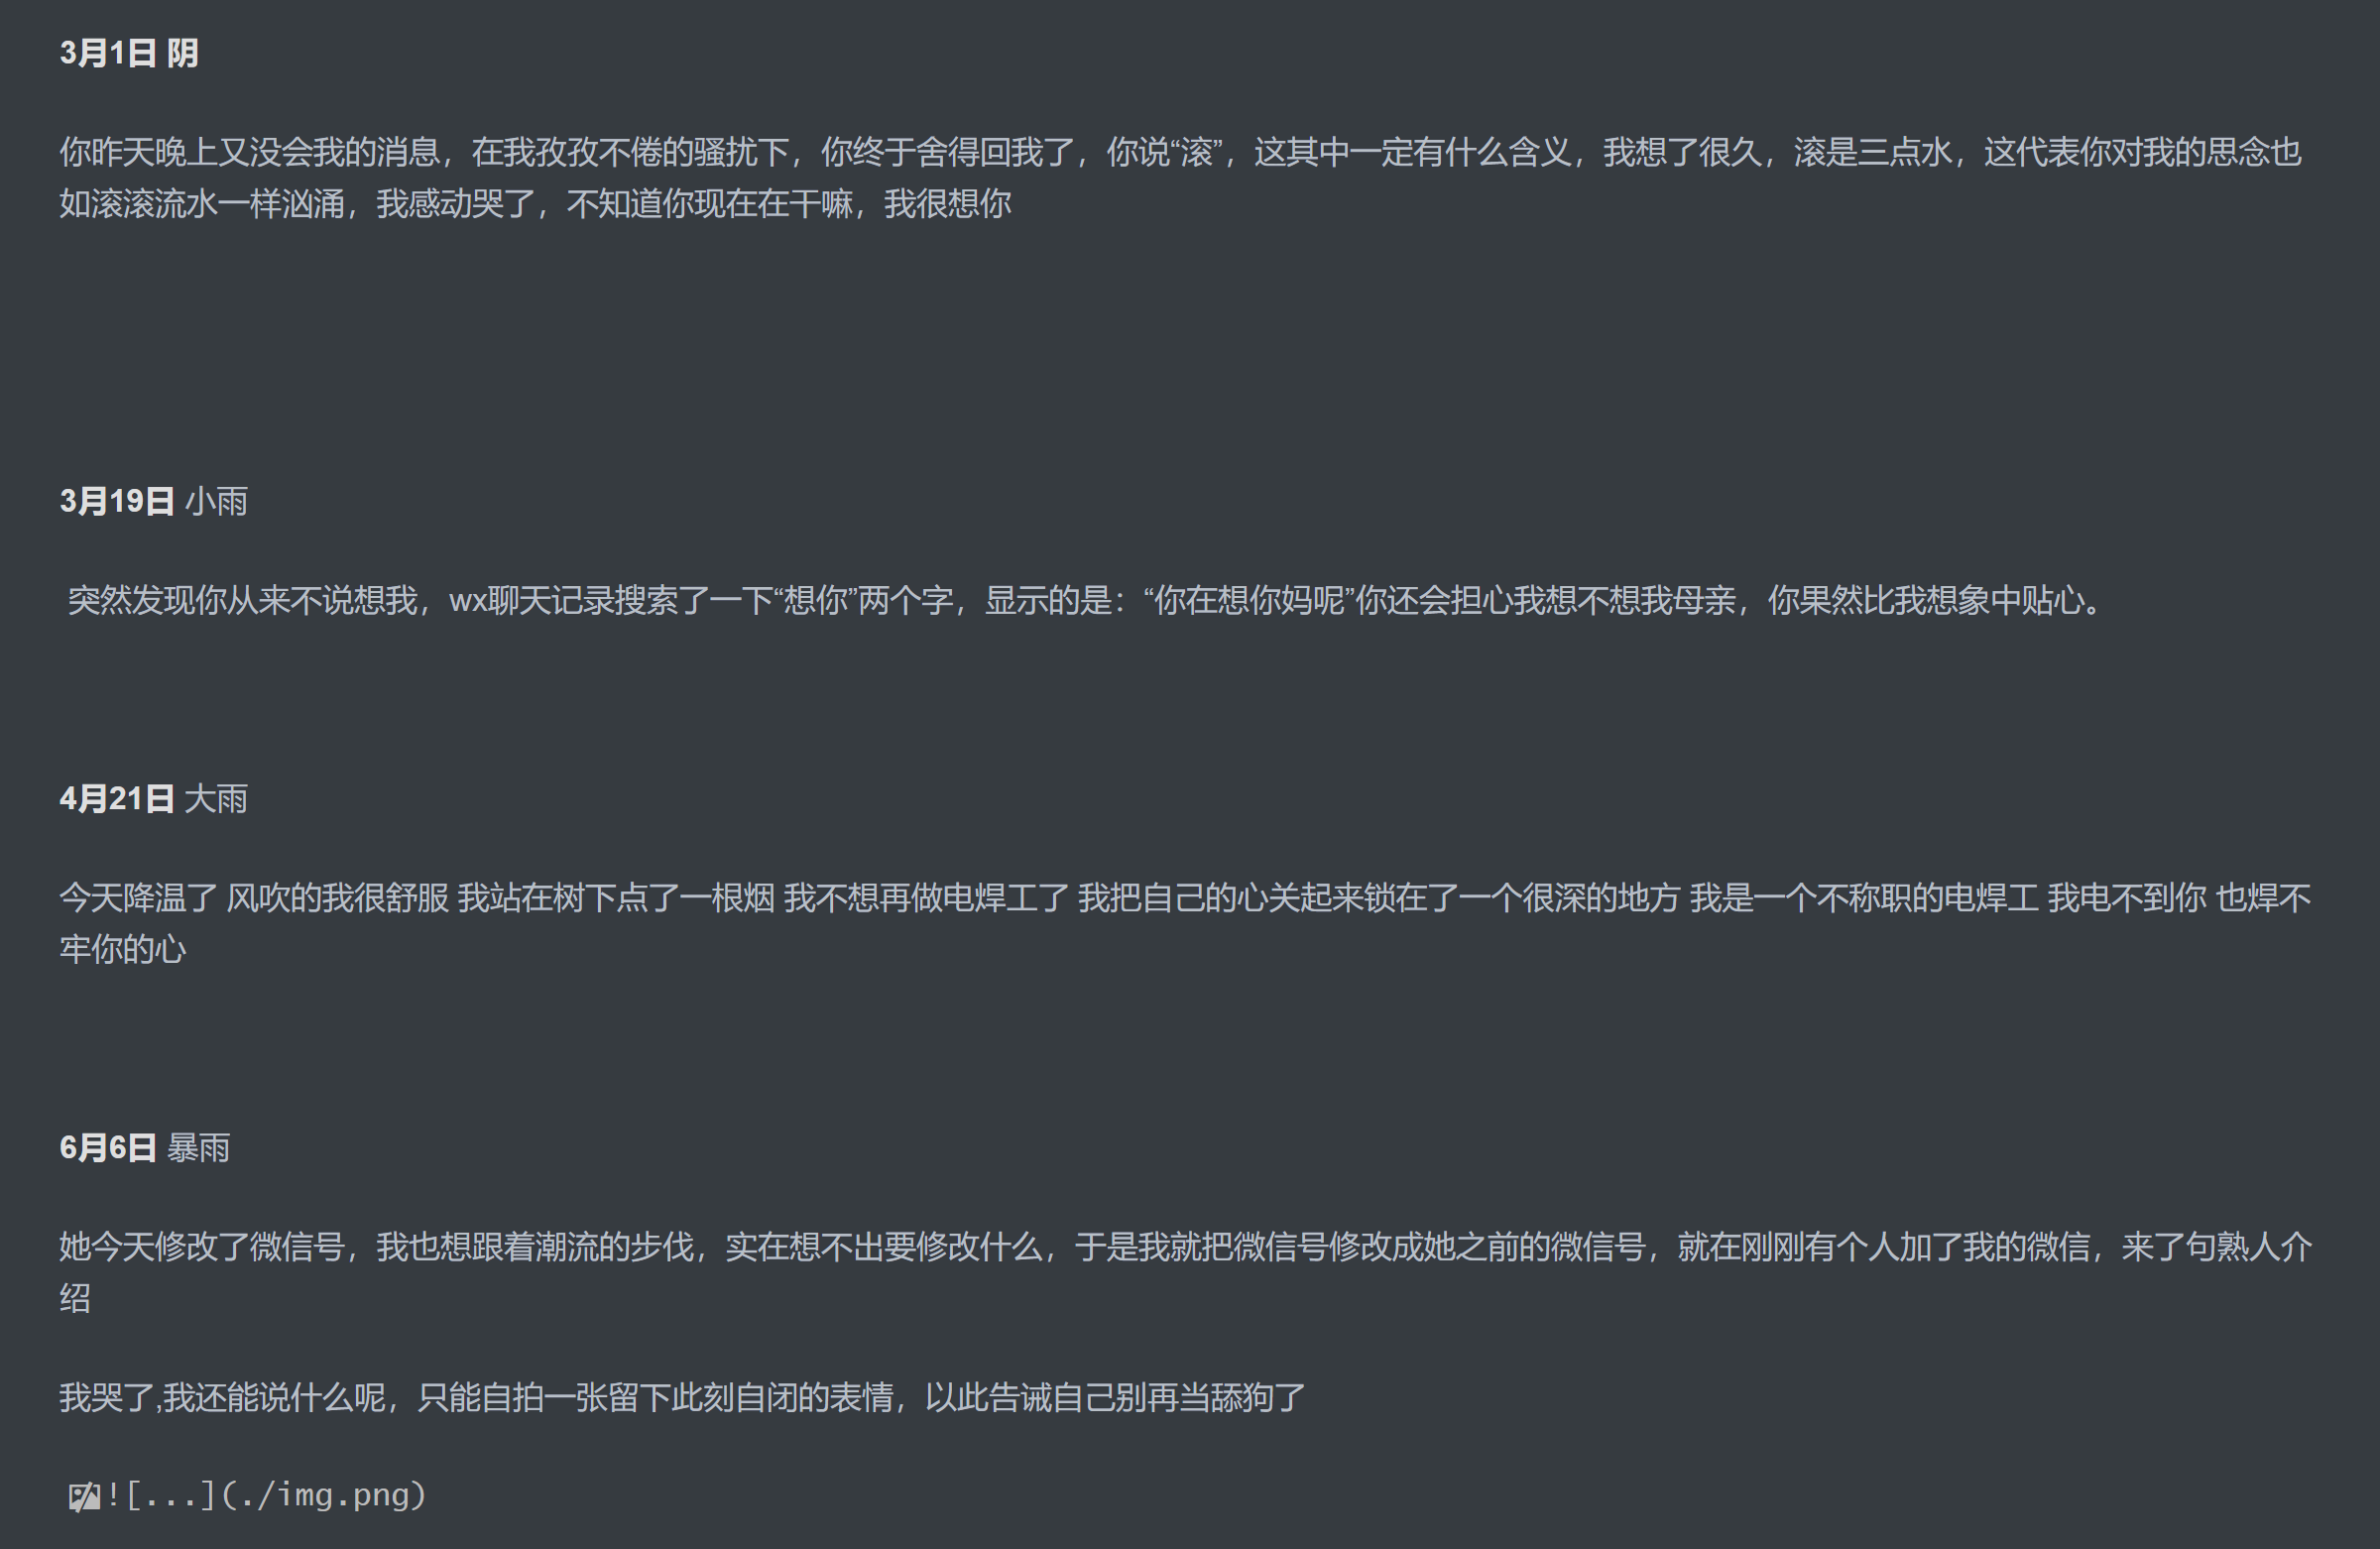 3月1日 阴
你昨天晚上又没会我的消息，在我孜孜不倦的骚扰下，你终于舍得回我了，你说“滚”，这其中一定有什么含义，我想了很久，滚是三点水，这代表你对我的思念也
如滚滚流水一样汹涌，我感动哭了，不知道你现在在干嘛，我很想你
3月19日 小雨
突然发现你从来不说想我，wx聊天记录搜索了一下“想你”两个字，显示的是：“你在想你妈呢”你还会担心我想不想我母亲，你果然比我想象中贴心。
4月21日 大雨
今天降温了 风吹的我很舒服 我站在树下点了一根烟 我不想再做电焊工了 我把自己的心关起来锁在了一个很深的地方 我是一个不称职的电焊工 我电不到你 也焊不
牢你的心
6月6日 暴雨
她今天修改了微信号，我也想跟着潮流的步伐，实在想不出要修改什么，于是我就把微信号修改成她之前的微信号，就在刚刚有个人加了我的微信，来了句熟人介
绍
我哭了,我还能说什么呢，只能自拍一张留下此刻自闭的表情，以此告诫自己别再当舔狗了
![...](./img.png)